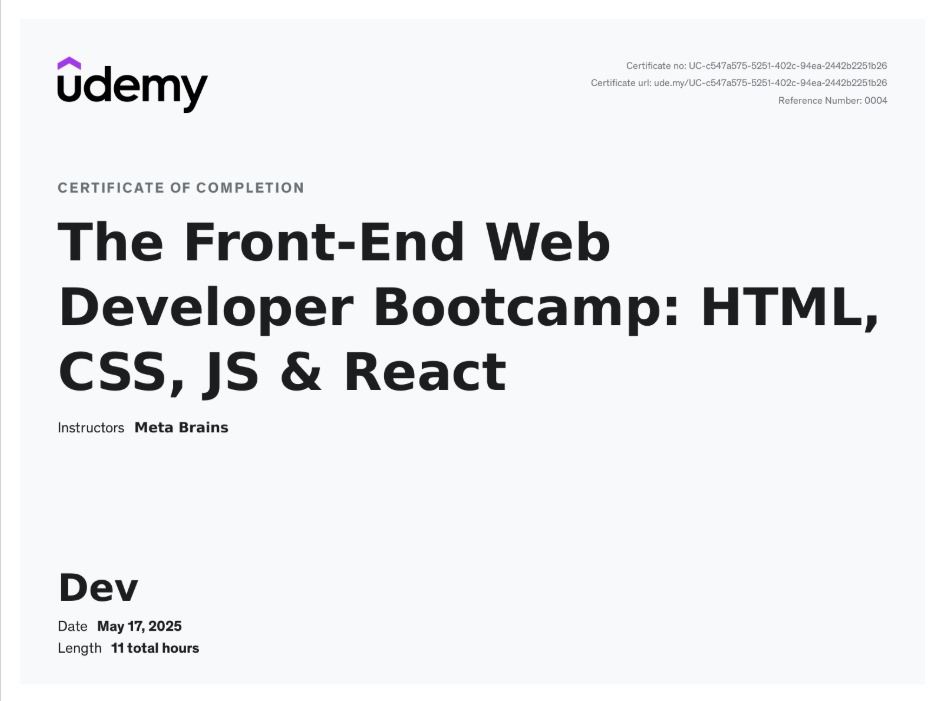 udemy
Certificate no: UC-c547a575-5251-402c-94ea-2442b2251b26
Certificate url: ude.my/UC-c547a575-5251-402c-94ea-2442b2251b26
Reference Number: 0004
CERTIFICATE OF COMPLETION
The Front-End Web
Developer Bootcamp: HTML,
CSS, JS & React
Instructors Meta Brains
Dev
Date May 17, 2025
Length 11 total hours